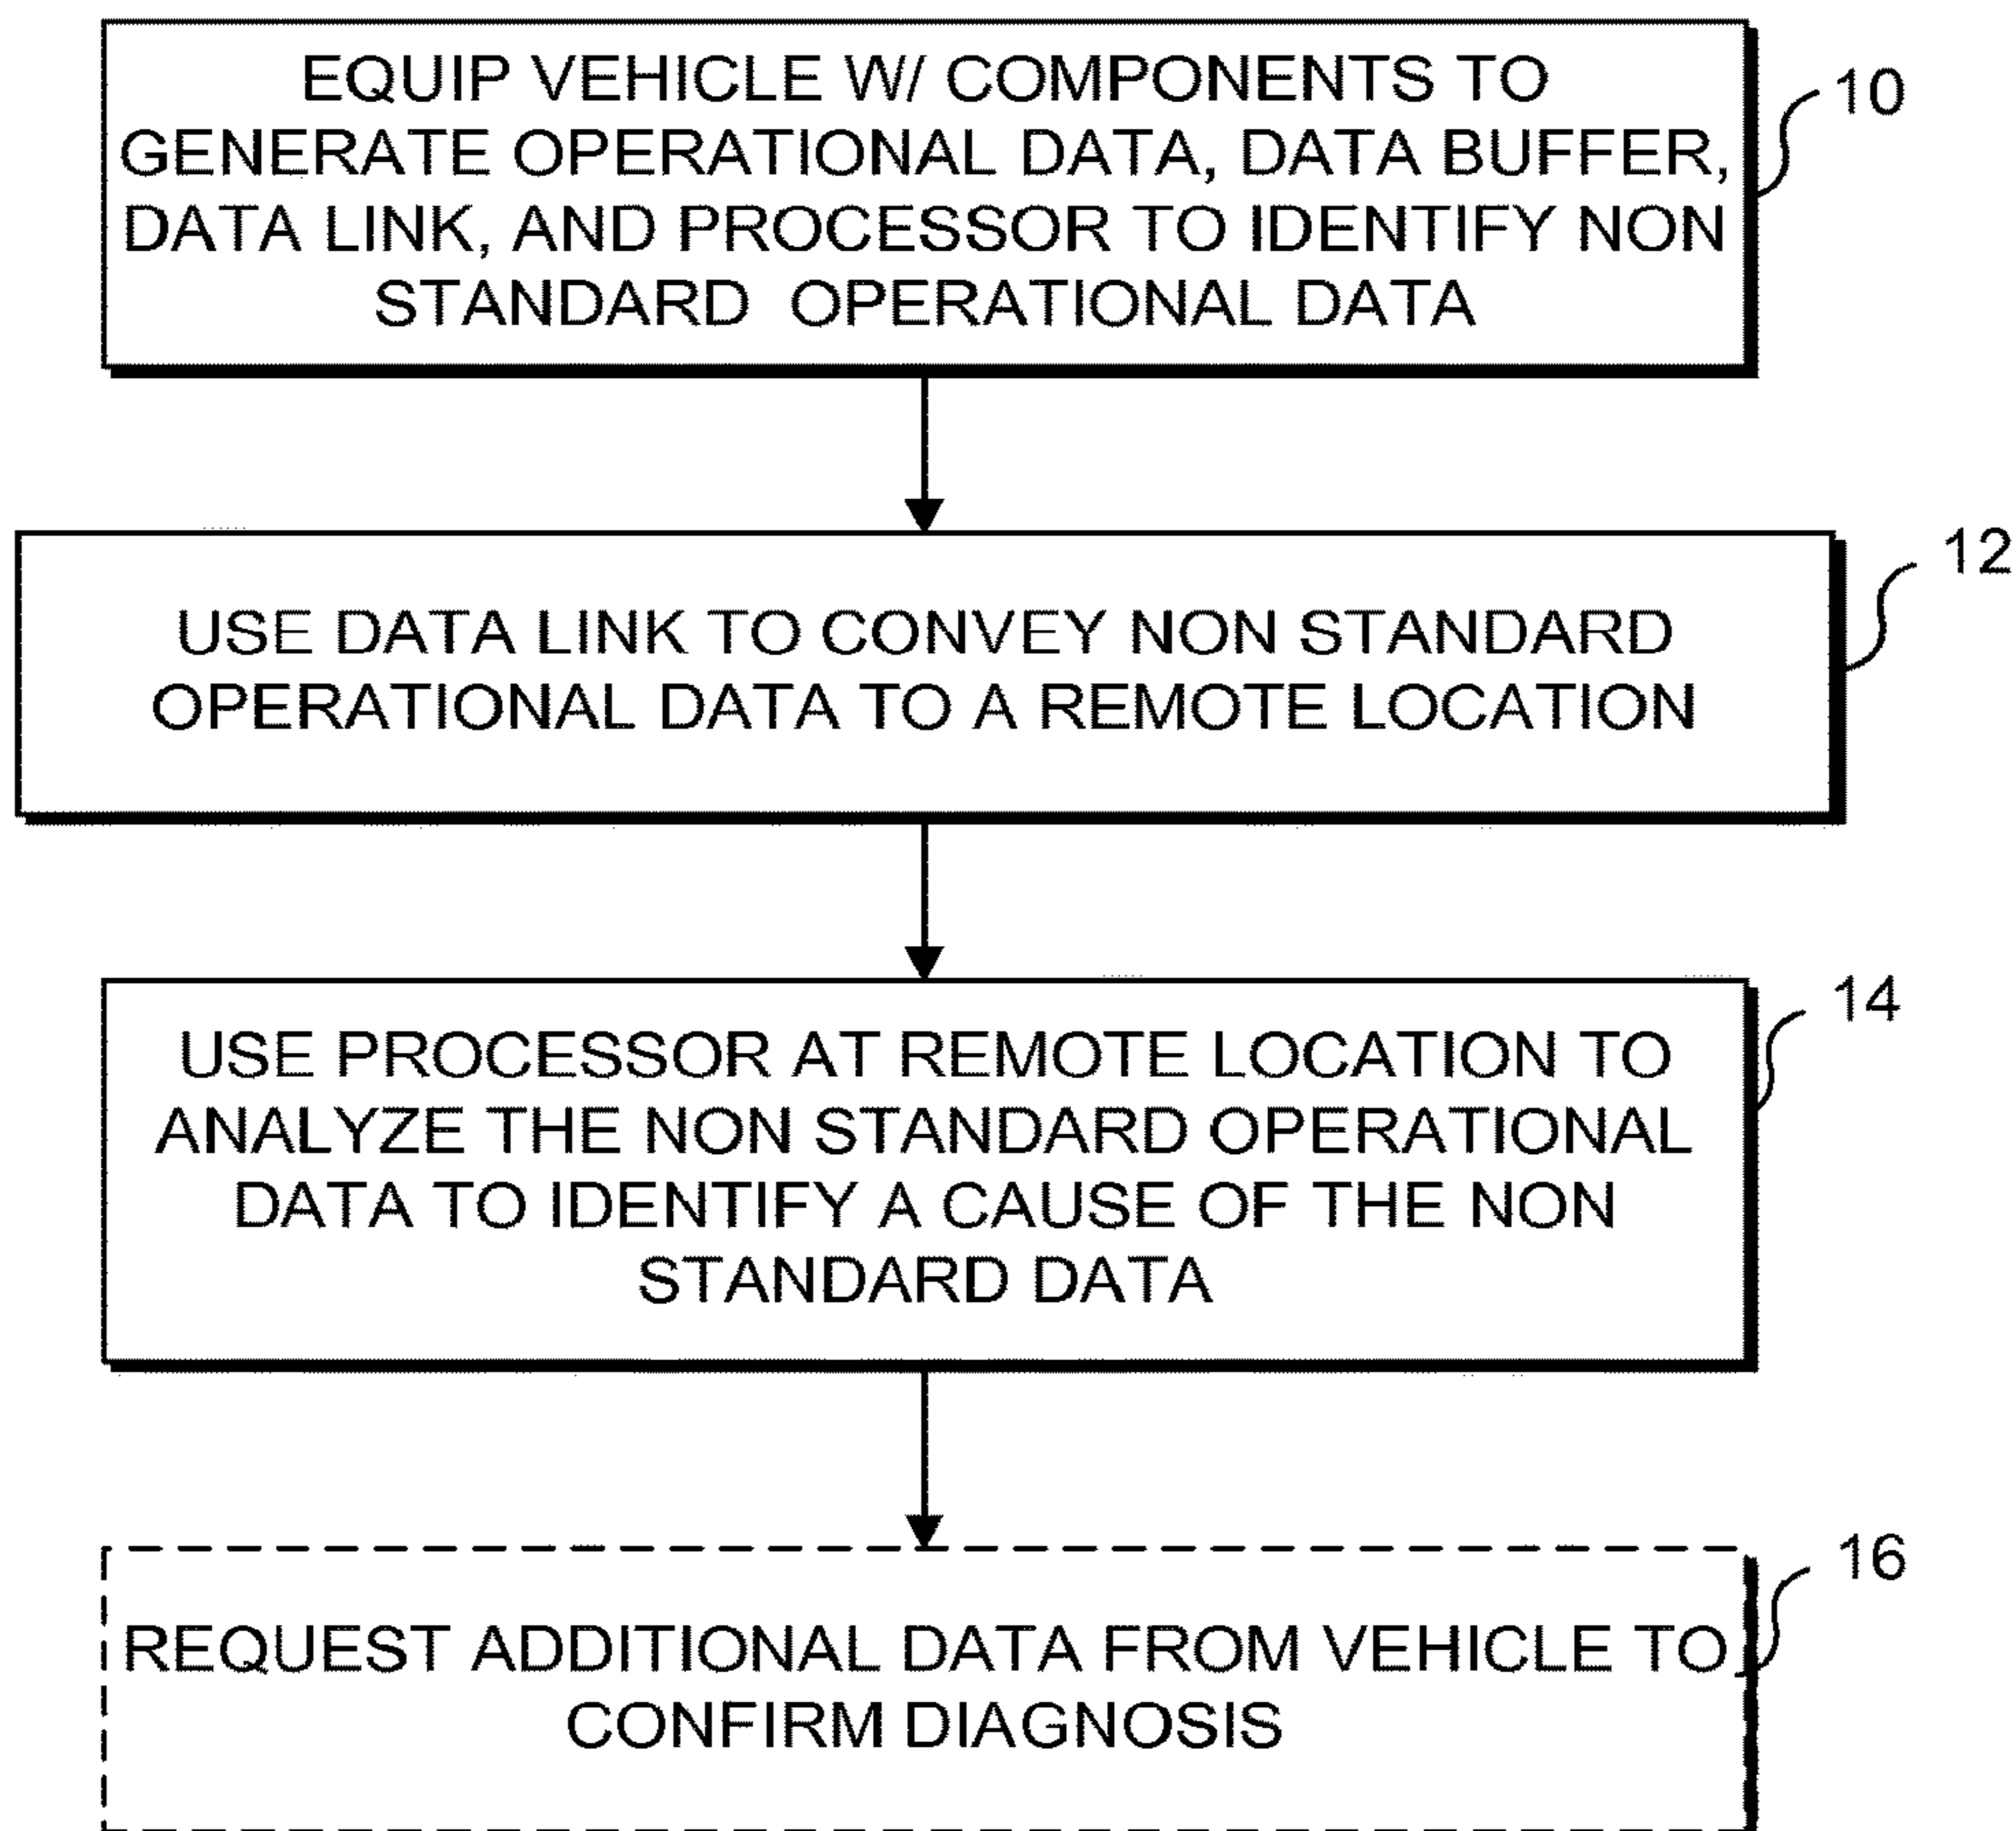 EQUIP VEHICLE W/ COMPONENTS TO
GENERATE OPERATIONAL DATA, DATA BUFFER,
DATA LINK, AND PROCESSOR TO IDENTIFY NON
STANDARD OPERATIONAL DATA
10
USE DATA LINK TO CONVEY NON STANDARD
OPERATIONAL DATA TO A REMOTE LOCATION
12
USE PROCESSOR AT REMOTE LOCATION TO
ANALYZE THE NON STANDARD OPERATIONAL
DATA TO IDENTIFY A CAUSE OF THE NON
STANDARD DATA
14
REQUEST ADDITIONAL DATA FROM VEHICLE TO
CONFIRM DIAGNOSIS
16